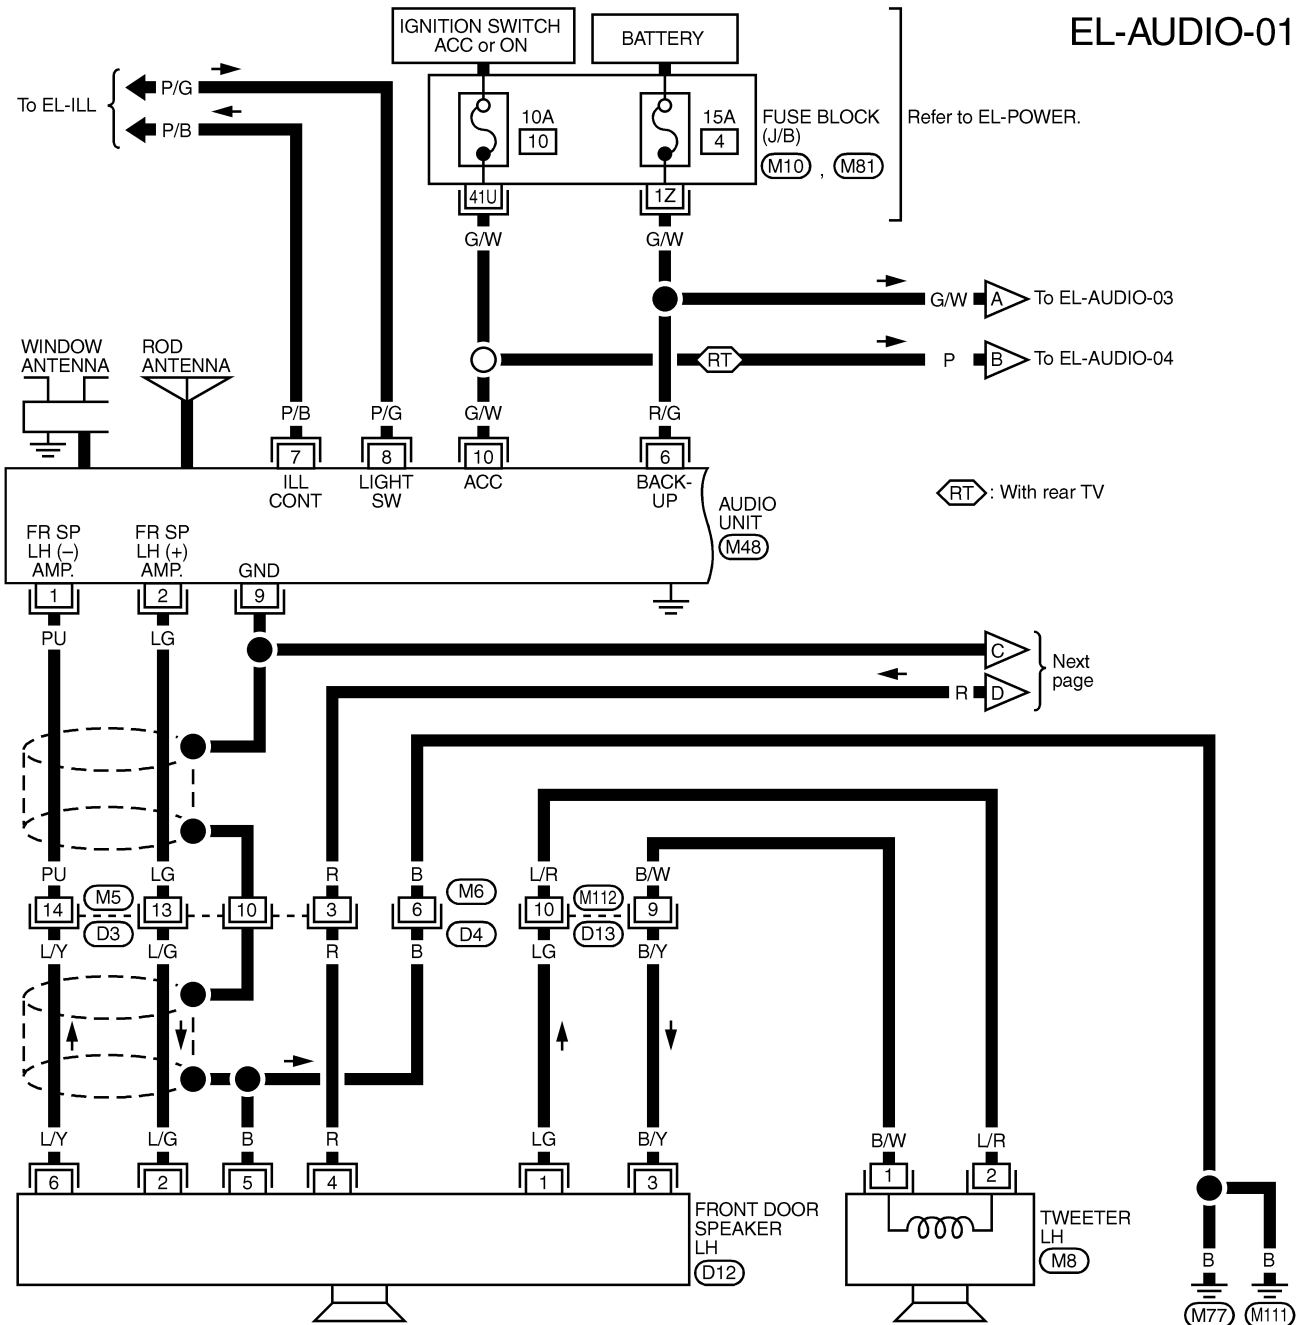 EL-AUDIO-01
IGNITION SWITCH
ACC or ON
BATTERY
To EL-ILL
P/G
P/B
10A
10
15A
4
FUSE BLOCK
(J/B)
M10 , M81
Refer to EL-POWER.
41U
1Z
G/W
G/W
G/W
A
To EL-AUDIO-03
RT
P
B
To EL-AUDIO-04
WINDOW
ANTENNA
ROD
ANTENNA
P/B
P/G
G/W
R/G
7
8
10
6
ILL
CONT
LIGHT
SW
ACC
BACK-
UP
RT : With rear TV
AUDIO
UNIT
M48
FR SP
LH (–)
AMP.
FR SP
LH (+)
AMP.
GND
1
2
9
PU
LG
C
R
D
Next
page
PU
LG
R
B
L/R
B/W
14
M5
D3
13
10
3
6
M6
D4
10
M112
D13
9
L/Y
L/G
R
B
LG
B/Y
L/Y
L/G
B
R
LG
B/Y
B/W
L/R
6
2
5
4
1
3
1
2
FRONT DOOR
SPEAKER
LH
D12
TWEETER
LH
M8
B
B
M77
M111